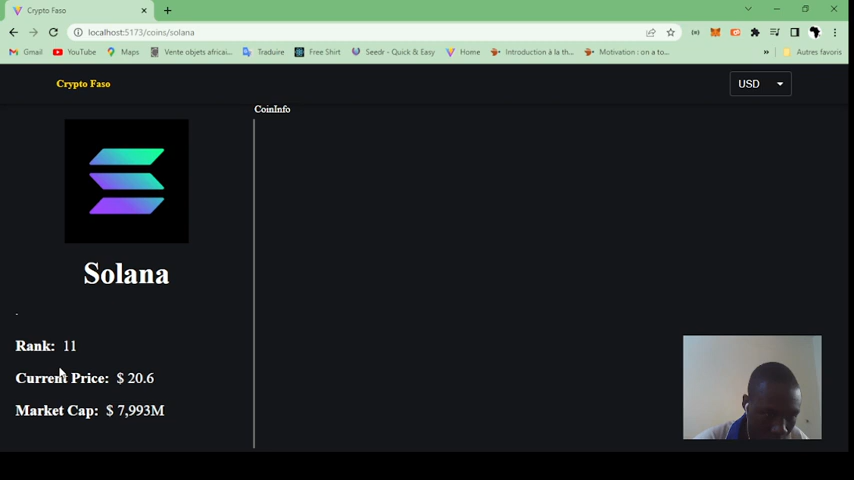 Crypto Faso
localhost:5173/coins/solana
Gmail YouTube Maps Vente objets africai... Traduire Free Shirt Seedr - Quick & Easy Home Introduction à la th... Motivation : on a to... » Autres favoris
Crypto Faso USD
CoinInfo
Solana
.
Rank: 11
Current Price: $ 20.6
Market Cap: $ 7,993M